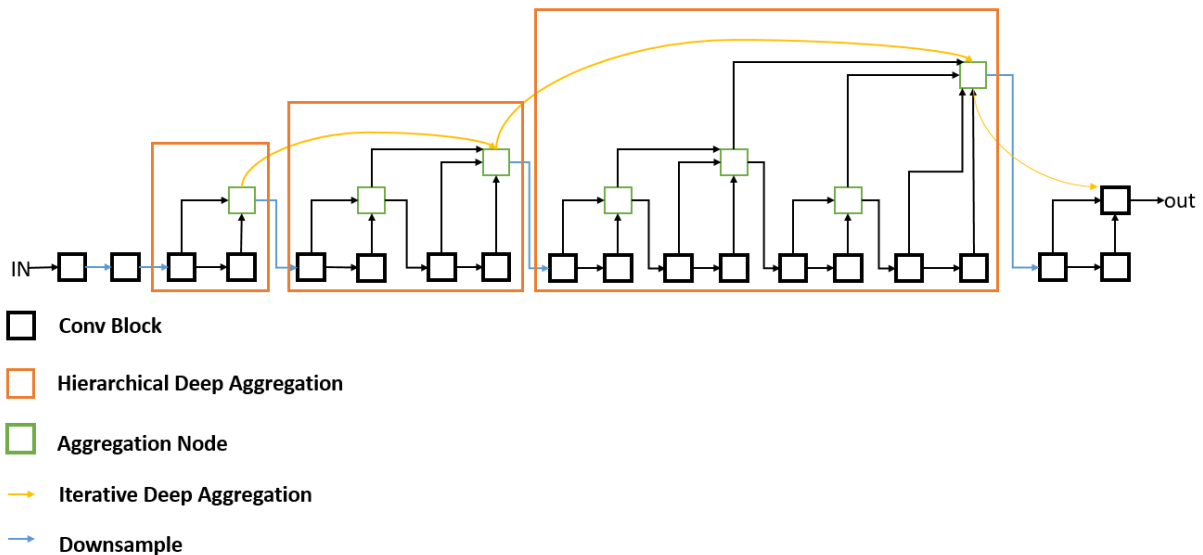 IN
out
Conv Block
Hierarchical Deep Aggregation
Aggregation Node
Iterative Deep Aggregation
Downsample